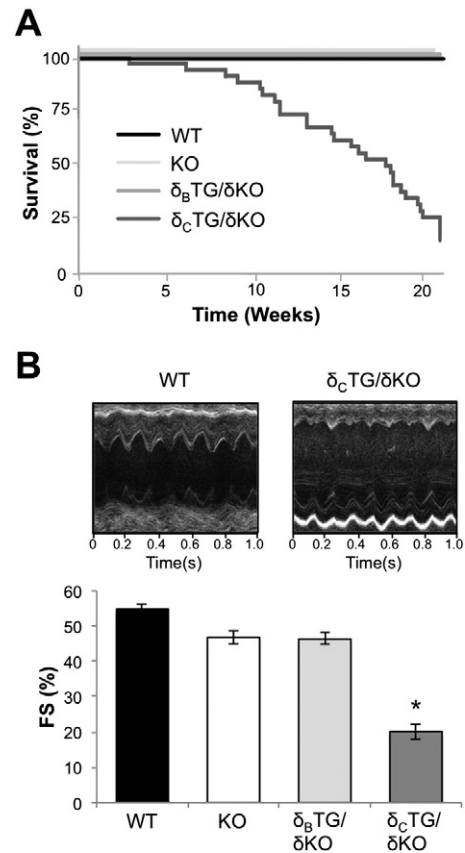 A
Survival (%)
100
75
50
25
0
WT
KO
δBTG/δKO
δCTG/δKO
0 5 10 15 20
Time (Weeks)
B
WT δCTG/δKO
0 0.2 0.4 0.6 0.8 1.0 0 0.2 0.4 0.6 0.8 1.0
Time(s) Time(s)
FS (%)
60
50
40
30
20
10
0
*
WT KO δBTG/ δCTG/
δKO δKO